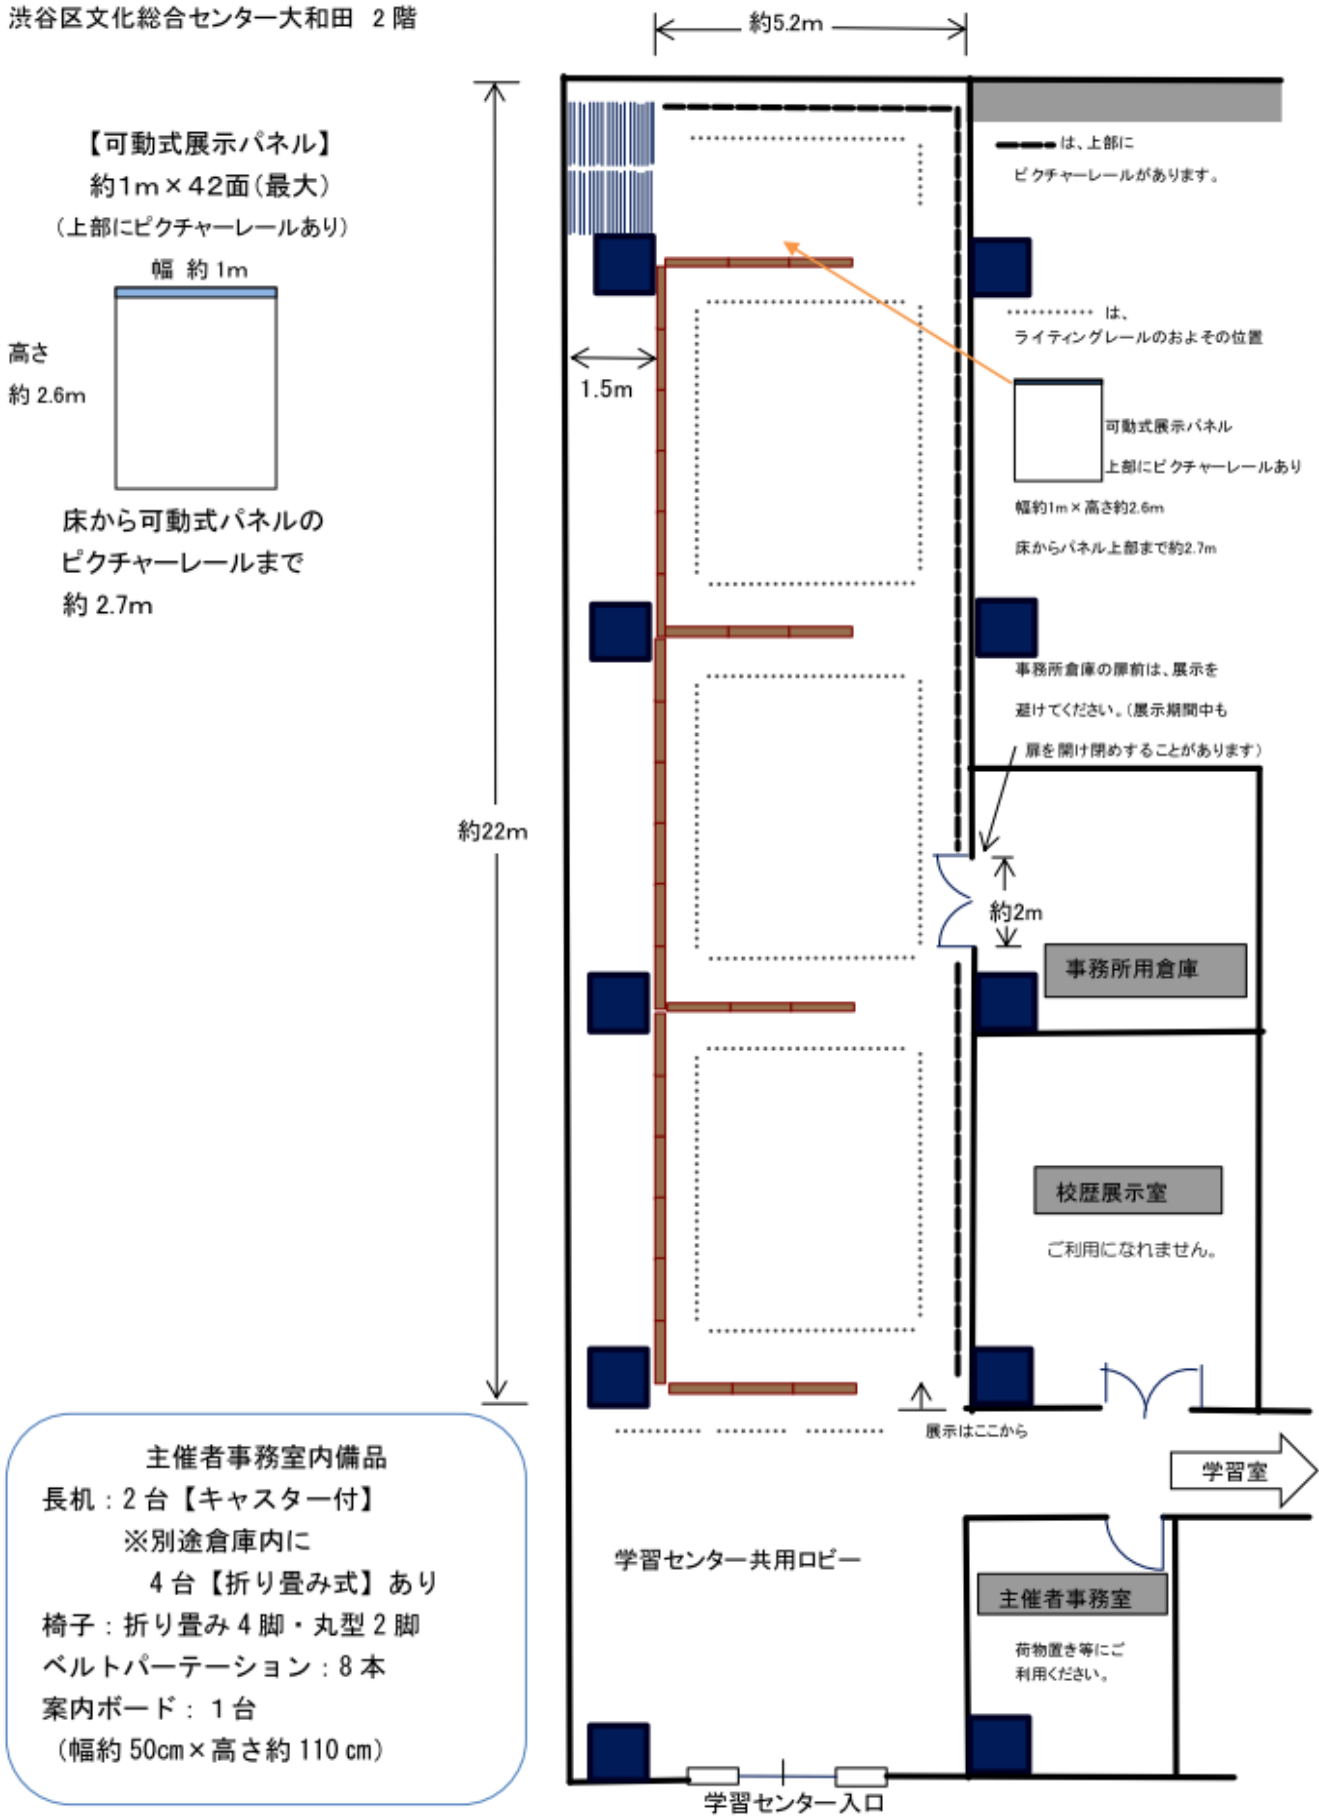 渋谷区文化総合センター大和田 2階
約5.2m
【可動式展示パネル】
約1m×42面(最大)
(上部にピクチャーレールあり)
幅 約1m
高さ
約 2.6m
床から可動式パネルの
ピクチャーレールまで
約 2.7m
1.5m
約22m
は、上部に
ピクチャーレールがあります。
は、
ライティングレールのおよその位置
可動式展示パネル
上部にピクチャーレールあり
幅約1m×高さ約2.6m
床からパネル上部まで約2.7m
事務所倉庫の扉前は、展示を
避けてください。(展示期間中も
扉を開け閉めすることがあります)
約2m
事務所用倉庫
校歴展示室
ご利用になれません。
展示はここから
学習室
学習センター共用ロビー
主催者事務室
荷物置き等にご
利用ください。
学習センター入口
主催者事務室内備品
長机:2台【キャスター付】
※別途倉庫内に
4台【折り畳み式】あり
椅子:折り畳み4脚・丸型2脚
ベルトパーテーション:8本
案内ボード:1台
(幅約50cm×高さ約110cm)